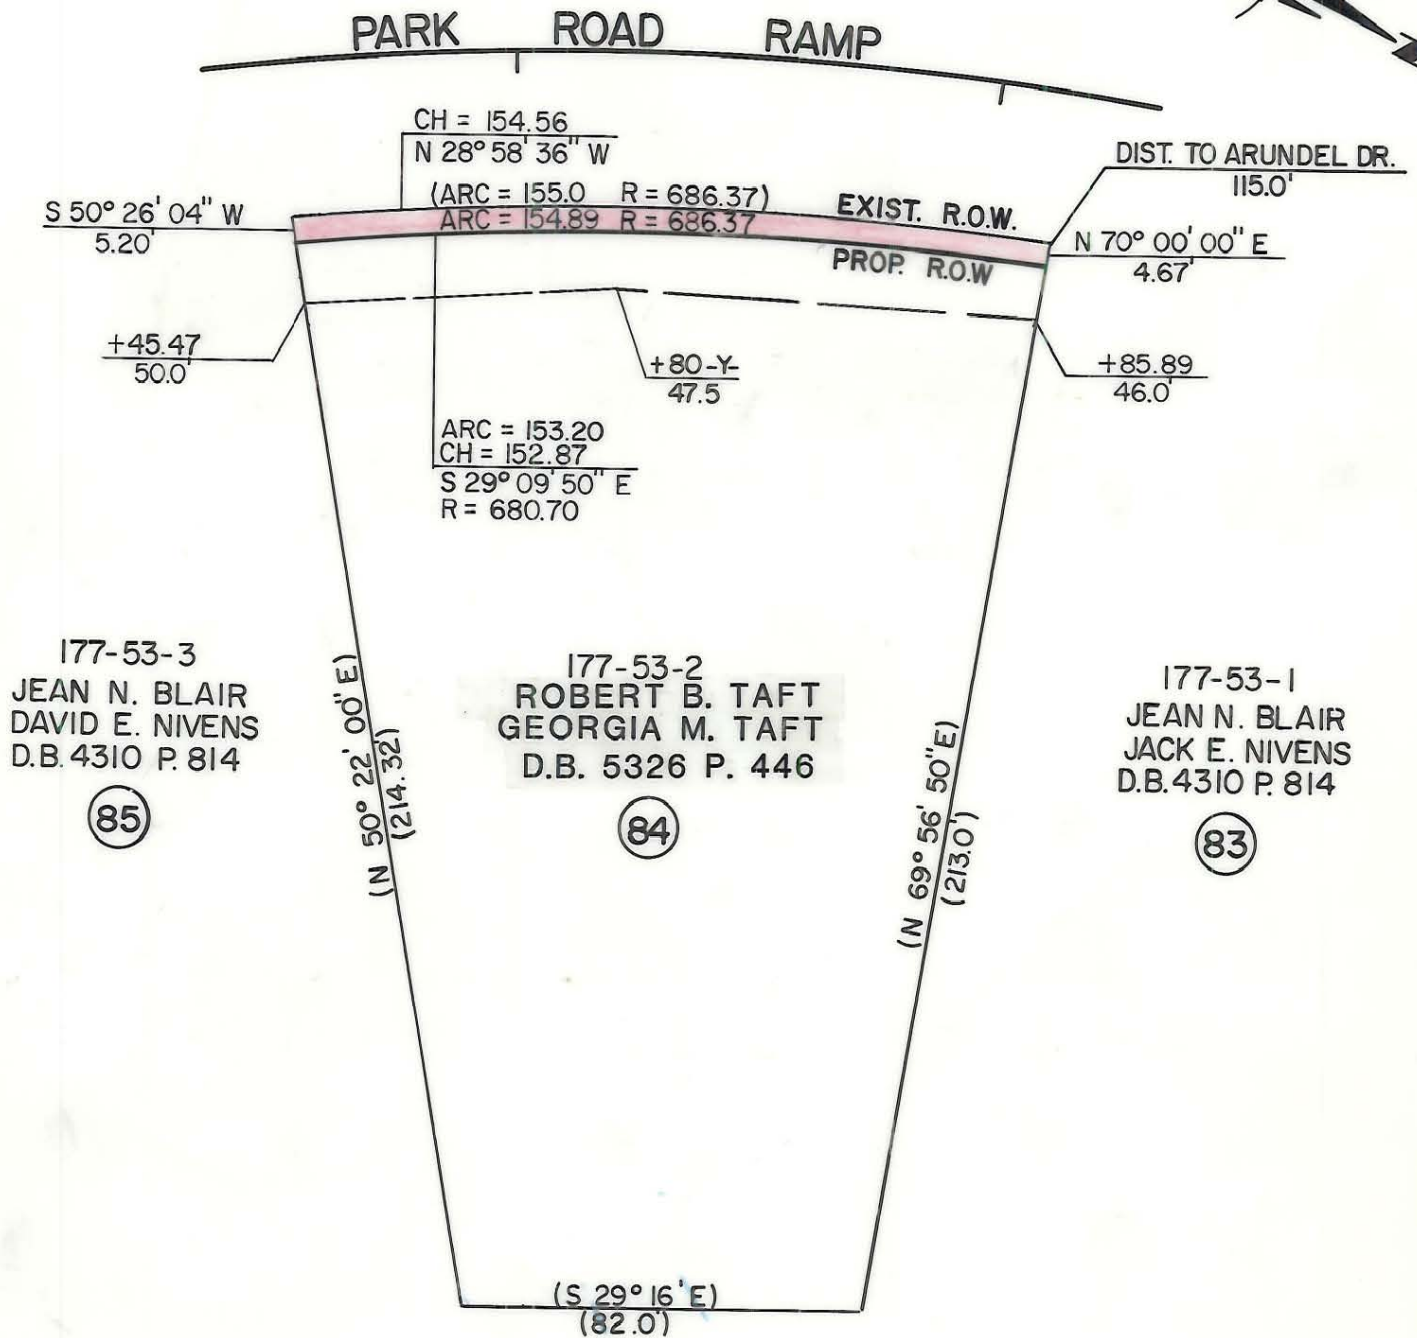 PARK ROAD RAMP
CH = 154.56
N 28° 58' 36" W
DIST. TO ARUNDEL DR.
115.0'
(ARC = 155.0 R = 686.37)
ARC = 154.89 R = 686.37
EXIST. R.O.W.
S 50° 26' 04" W
5.20'
N 70° 00' 00" E
4.67'
PROP. R.O.W
+45.47
50.0'
+80-Y-
47.5
+85.89
46.0'
ARC = 153.20
CH = 152.87
S 29° 09' 50" E
R = 680.70
177-53-3
JEAN N. BLAIR
DAVID E. NIVENS
D.B. 4310 P. 814
85
(N 50° 22' 00" E)
(214.32')
177-53-2
ROBERT B. TAFT
GEORGIA M. TAFT
D.B. 5326 P. 446
84
(N 69° 56' 50" E)
(213.0')
177-53-1
JEAN N. BLAIR
JACK E. NIVENS
D.B. 4310 P. 814
83
(S 29° 16' E)
(82.0')